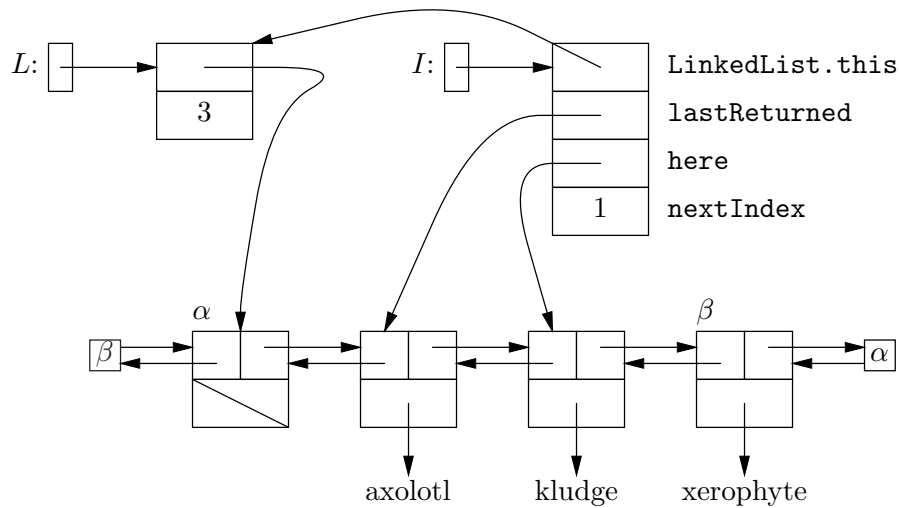 L:
I:
LinkedList.this
3
lastReturned
here
1
nextIndex
α
β
β
α
axolotl
kludge
xerophyte